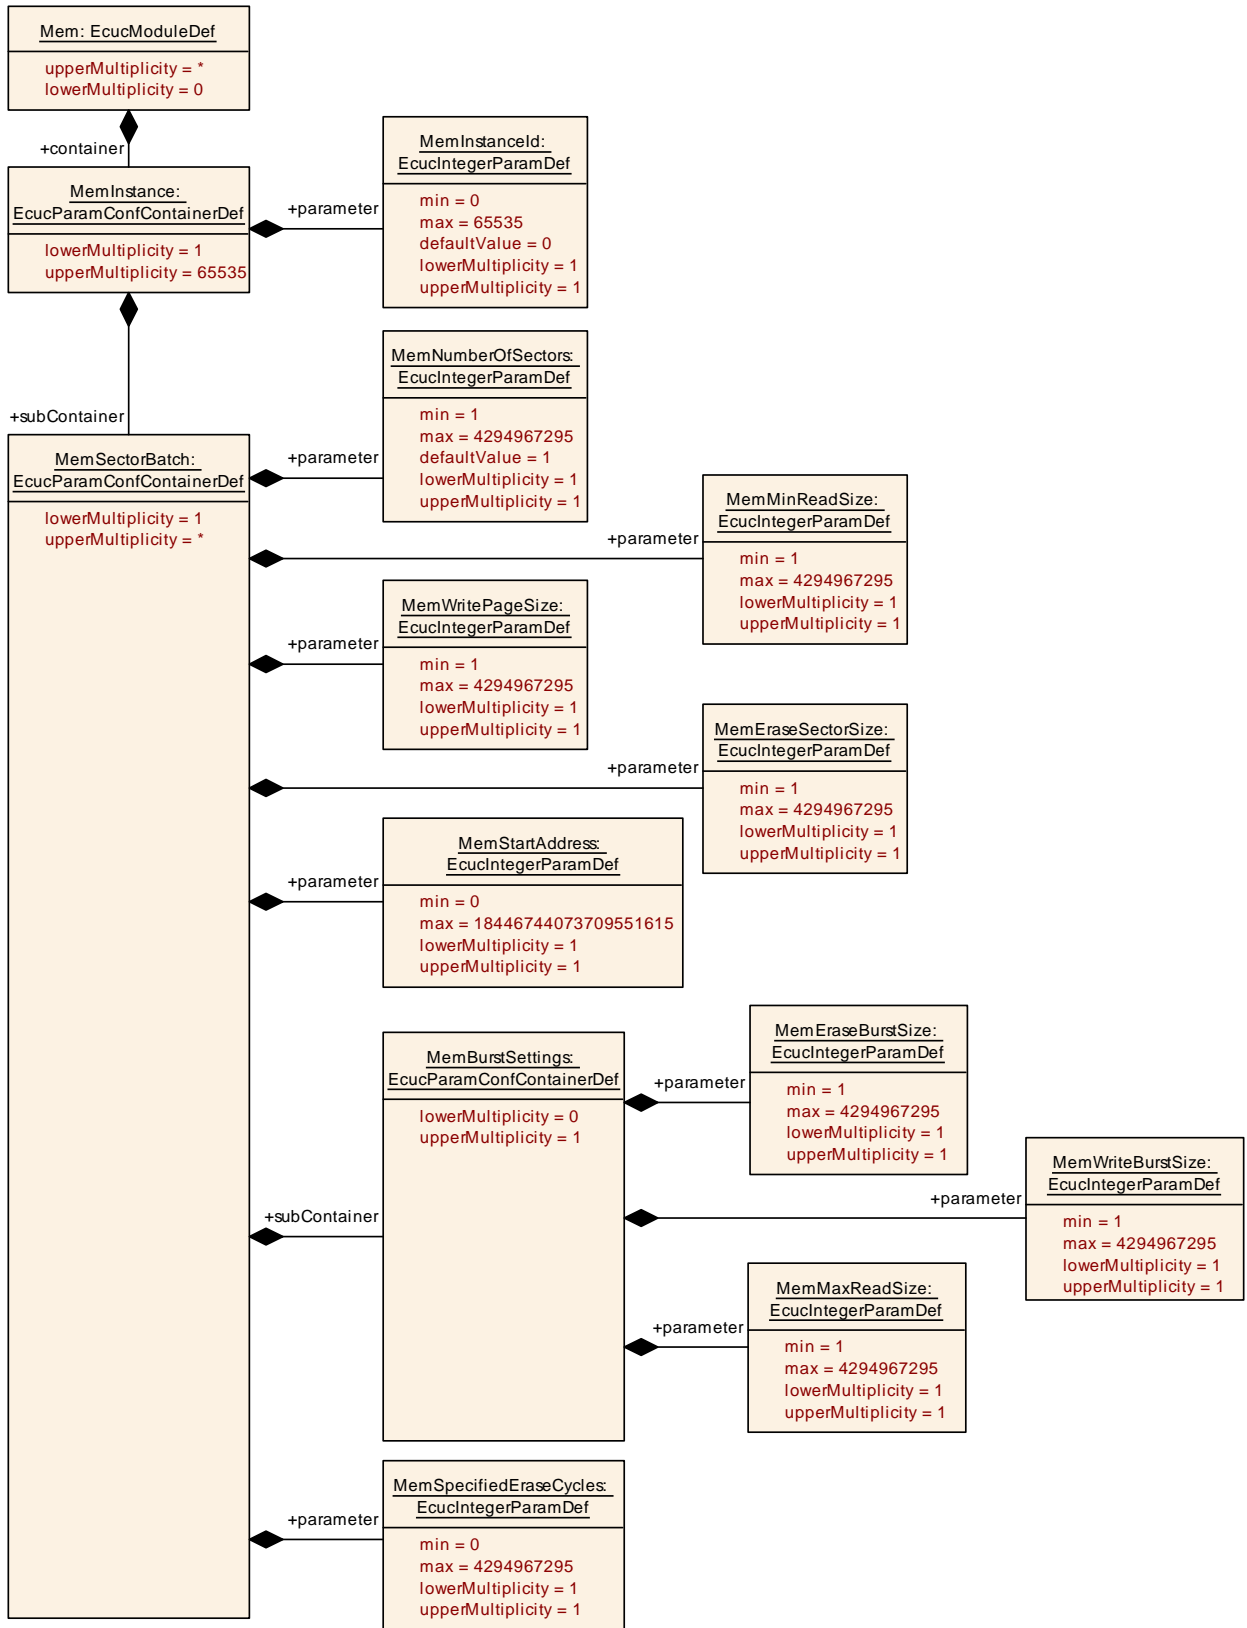 Mem: EcucModuleDef
upperMultiplicity = *
lowerMultiplicity = 0
+container
MemInstance:
EcucParamConfContainerDef
lowerMultiplicity = 1
upperMultiplicity = 65535
+parameter
MemInstanceId:
EcucIntegerParamDef
min = 0
max = 65535
defaultValue = 0
lowerMultiplicity = 1
upperMultiplicity = 1
+subContainer
MemSectorBatch:
EcucParamConfContainerDef
lowerMultiplicity = 1
upperMultiplicity = *
+parameter
MemNumberOfSectors:
EcucIntegerParamDef
min = 1
max = 4294967295
defaultValue = 1
lowerMultiplicity = 1
upperMultiplicity = 1
+parameter
MemMinReadSize:
EcucIntegerParamDef
min = 1
max = 4294967295
lowerMultiplicity = 1
upperMultiplicity = 1
+parameter
MemWritePageSize:
EcucIntegerParamDef
min = 1
max = 4294967295
lowerMultiplicity = 1
upperMultiplicity = 1
+parameter
MemEraseSectorSize:
EcucIntegerParamDef
min = 1
max = 4294967295
lowerMultiplicity = 1
upperMultiplicity = 1
+parameter
MemStartAddress:
EcucIntegerParamDef
min = 0
max = 18446744073709551615
lowerMultiplicity = 1
upperMultiplicity = 1
+subContainer
MemBurstSettings:
EcucParamConfContainerDef
lowerMultiplicity = 0
upperMultiplicity = 1
+parameter
MemEraseBurstSize:
EcucIntegerParamDef
min = 1
max = 4294967295
lowerMultiplicity = 1
upperMultiplicity = 1
+parameter
MemWriteBurstSize:
EcucIntegerParamDef
min = 1
max = 4294967295
lowerMultiplicity = 1
upperMultiplicity = 1
+parameter
MemMaxReadSize:
EcucIntegerParamDef
min = 1
max = 4294967295
lowerMultiplicity = 1
upperMultiplicity = 1
+parameter
MemSpecifiedEraseCycles:
EcucIntegerParamDef
min = 0
max = 4294967295
lowerMultiplicity = 1
upperMultiplicity = 1